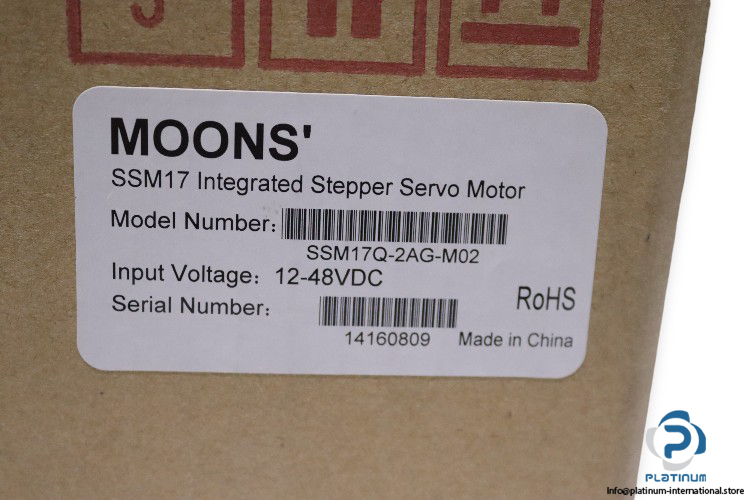 MOONS'
SSM17 Integrated Stepper Servo Motor
Model Number:
SSM17Q-2AG-M02
Input Voltage: 12-48VDC
Serial Number:
RoHS
14160809 Made in China
PLATINUM
Info@platinum-international.store